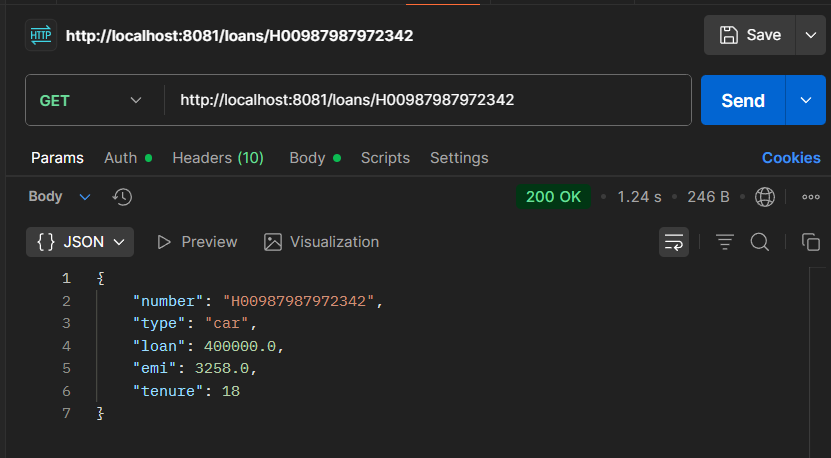 HTTP http://localhost:8081/loans/H00987987972342 Save
GET http://localhost:8081/loans/H00987987972342 Send
Params Auth Headers (10) Body Scripts Settings Cookies
Body 200 OK 1.24 s 246 B
{} JSON Preview Visualization
1 {
2 "number": "H00987987972342",
3 "type": "car",
4 "loan": 400000.0,
5 "emi": 3258.0,
6 "tenure": 18
7 }